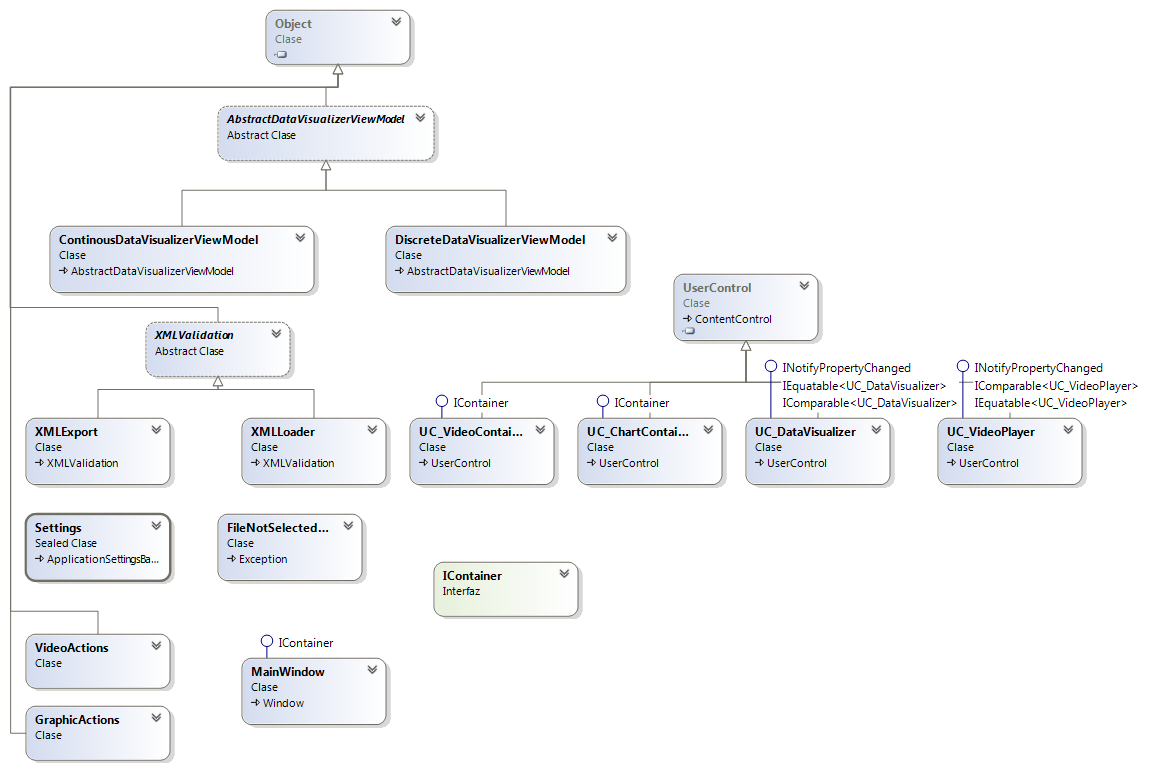 Object
Clase
AbstractDataVisualizerViewModel
Abstract Clase
ContinousDataVisualizerViewModel
Clase
AbstractDataVisualizerViewModel
DiscreteDataVisualizerViewModel
Clase
AbstractDataVisualizerViewModel
UserControl
Clase
ContentControl
XMLValidation
Abstract Clase
INotifyPropertyChanged
IEquatable<UC_DataVisualizer>
IComparable<UC_DataVisualizer>
INotifyPropertyChanged
IComparable<UC_VideoPlayer>
IEquatable<UC_VideoPlayer>
IContainer
IContainer
XMLExport
Clase
XMLValidation
XMLLoader
Clase
XMLValidation
UC_VideoContai...
Clase
UserControl
UC_ChartContai...
Clase
UserControl
UC_DataVisualizer
Clase
UserControl
UC_VideoPlayer
Clase
UserControl
Settings
Sealed Clase
ApplicationSettingsBa...
FileNotSelected...
Clase
Exception
IContainer
Interfaz
VideoActions
Clase
IContainer
MainWindow
Clase
Window
GraphicActions
Clase